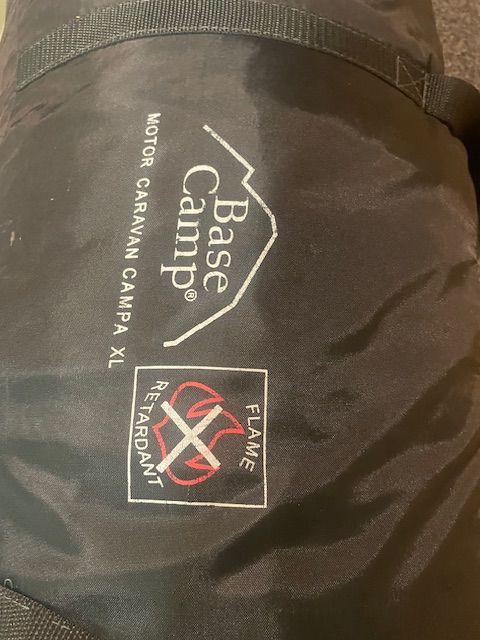 Base
Camp®
MOTOR CARAVAN CAMPA XL
FLAME
RETARDANT